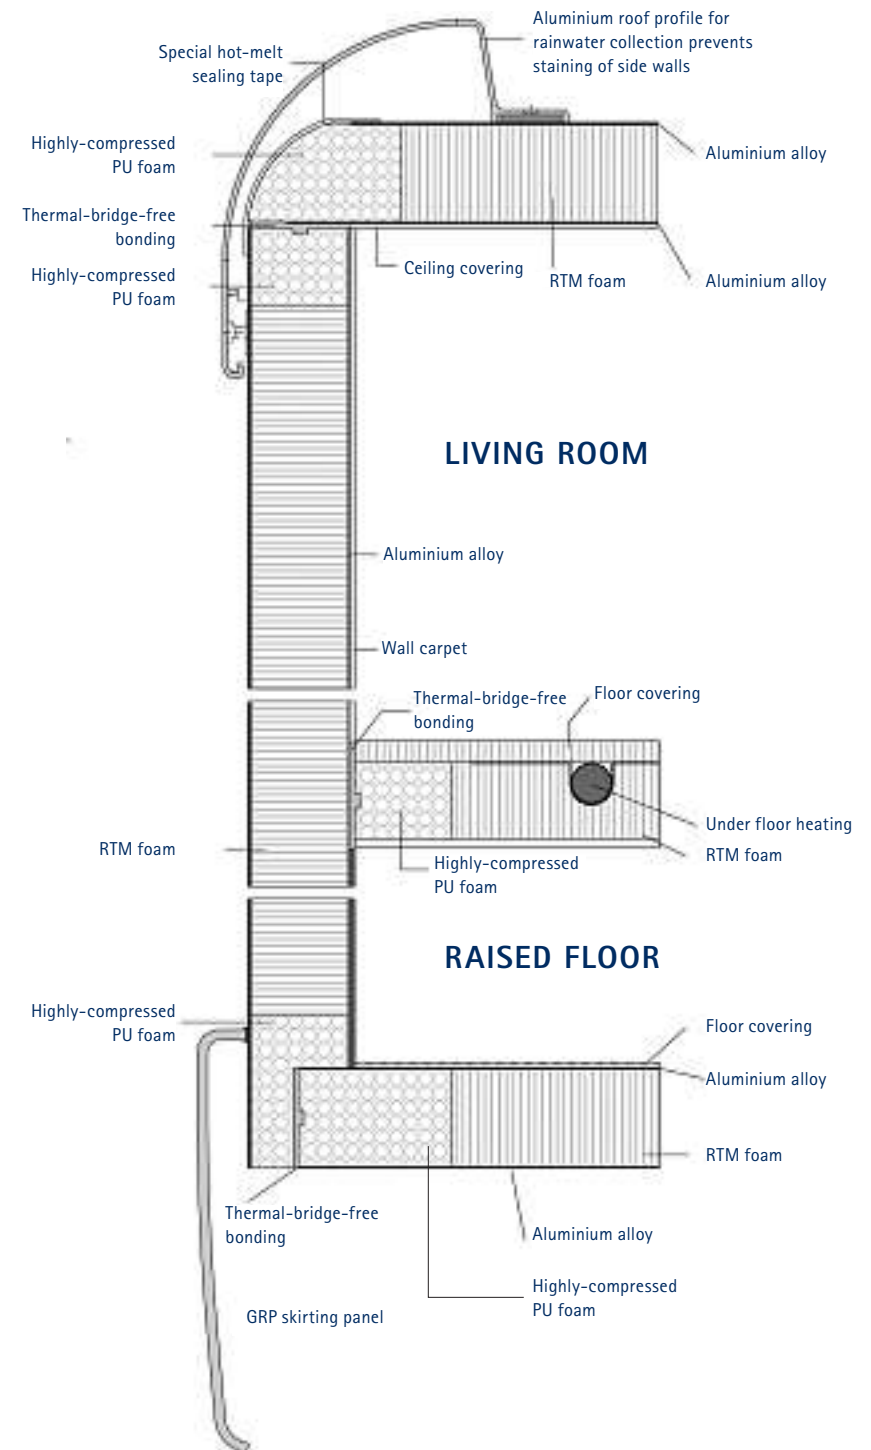 Aluminium roof profile for
rainwater collection prevents
staining of side walls
Special hot-melt
sealing tape
Highly-compressed
PU foam
Aluminium alloy
Thermal-bridge-free
bonding
Highly-compressed
PU foam
Ceiling covering
RTM foam
Aluminium alloy
LIVING ROOM
Aluminium alloy
Wall carpet
Thermal-bridge-free
bonding
Floor covering
Under floor heating
RTM foam
RTM foam
Highly-compressed
PU foam
RAISED FLOOR
Highly-compressed
PU foam
Floor covering
Aluminium alloy
RTM foam
Thermal-bridge-free
bonding
Aluminium alloy
Highly-compressed
PU foam
GRP skirting panel